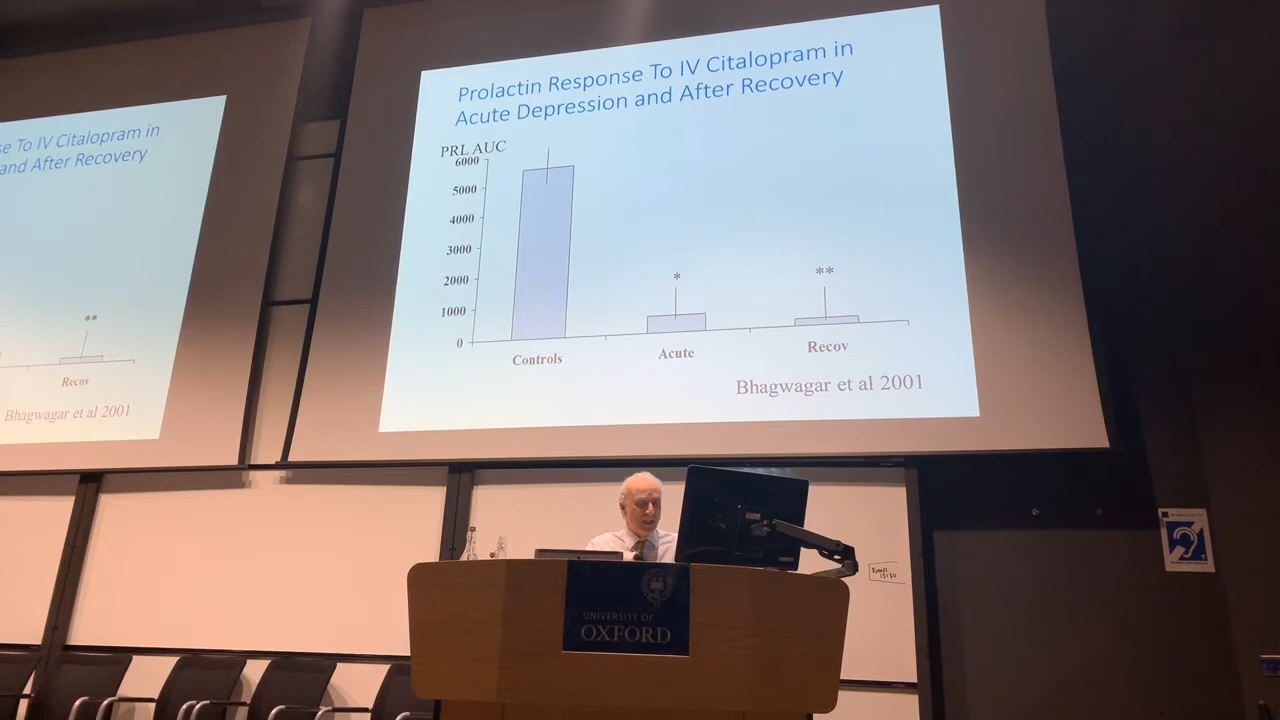 se To IV Citalopram in
and After Recovery
**
Recov
Bhagwagar et al 2001
Prolactin Response To IV Citalopram in
Acute Depression and After Recovery
PRL AUC
6000
5000
4000
3000
2000
1000
0
*
**
Controls
Acute
Recov
Bhagwagar et al 2001
UNIVERSITY OF
OXFORD
15:30